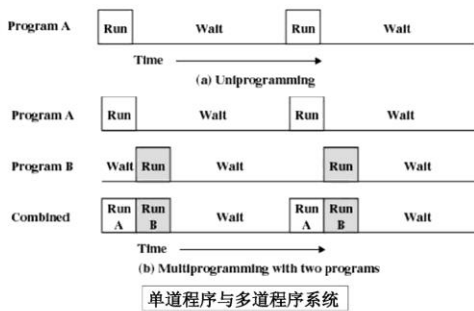 Program A Run Wait Run Wait
Time
(a) Uniprogramming
Program A Run Wait Run Wait
Program B Wait Run Wait Run Wait
Combined Run A Run B Wait Run A Run B Wait
Time
(b) Multiprogramming with two programs
单道程序与多道程序系统